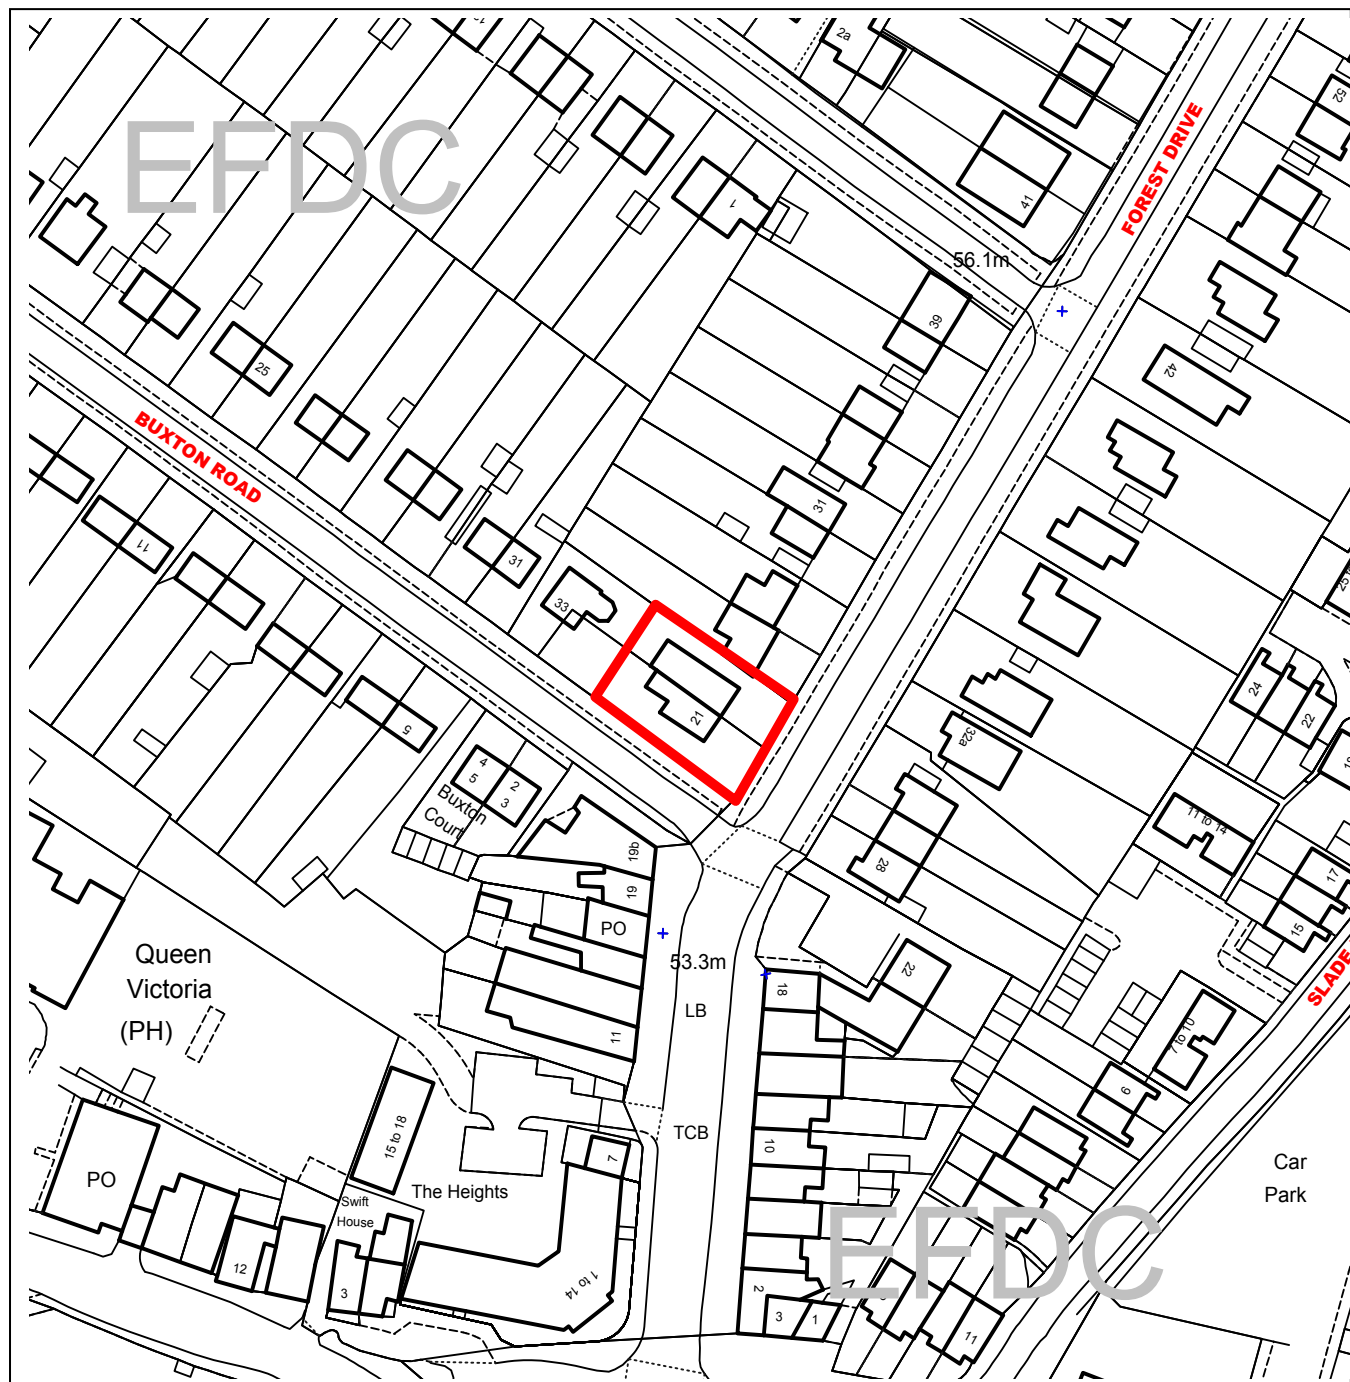 2a
52
EFDC
FOREST DRIVE
1
41
56.1m
39
42
25
BUXTON ROAD
31
11
31
33
21
24
22
32a
5
4
5
2
3
Buxton
Court
11 to 14
19b
28
17
19
15
PO
Queen
Victoria
(PH)
53.3m
22
SLADE
18
LB
11
7 to 10
9
TCB
15 to 18
10
7
PO
The Heights
Car
Park
Swift
House
EFDC
12
3
1 to 14
2
3
1
11